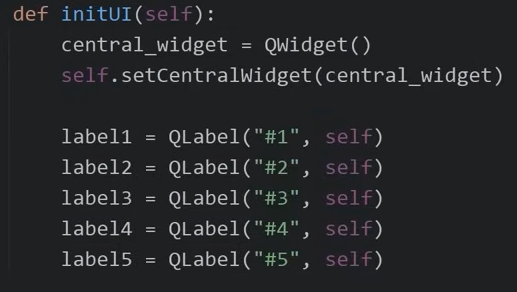 def initUI(self):
    central_widget = QWidget()
    self.setCentralWidget(central_widget)

    label1 = QLabel("#1", self)
    label2 = QLabel("#2", self)
    label3 = QLabel("#3", self)
    label4 = QLabel("#4", self)
    label5 = QLabel("#5", self)